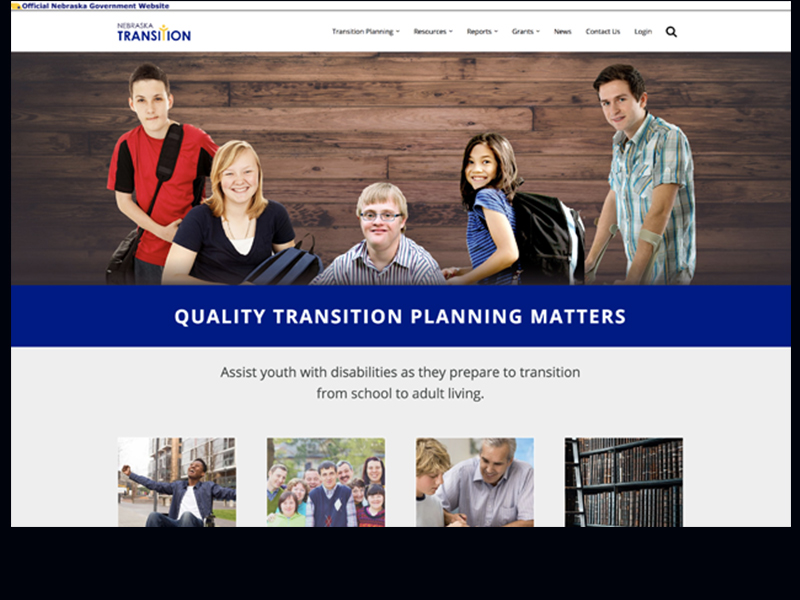 Official Nebraska Government Website
NEBRASKA
TRANSITION
Transition Planning
Resources
Reports
Grants
News
Contact Us
Login
QUALITY TRANSITION PLANNING MATTERS
Assist youth with disabilities as they prepare to transition
from school to adult living.